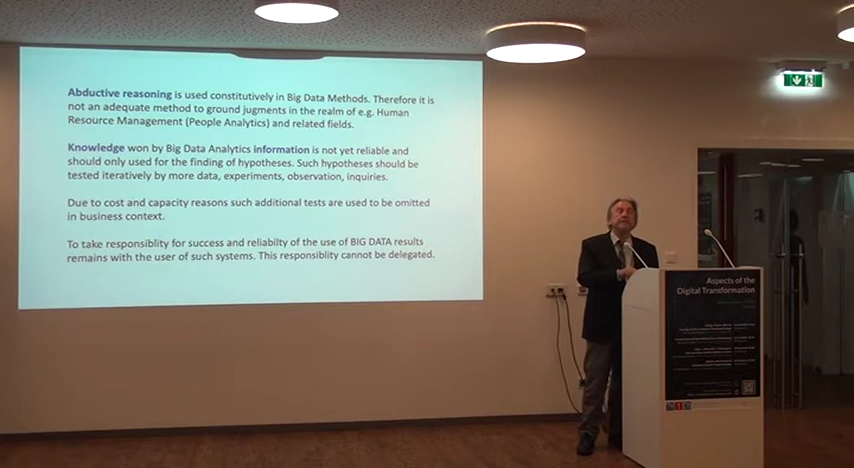 Abductive reasoning is used constitutively in Big Data Methods. Therefore it is
not an adequate method to ground jugments in the realm of e.g. Human
Resource Management (People Analytics) and related fields.
Knowledge won by Big Data Analytics information is not yet reliable and
should only used for the finding of hypotheses. Such hypotheses should be
tested iteratively by more data, experiments, observation, inquiries.
Due to cost and capacity reasons such additional tests are used to be omitted
in business context.
To take responsiblity for success and reliabilty of the use of BIG DATA results
remains with the user of such systems. This responsiblity cannot be delegated.
Aspects of the
Digital Transformation